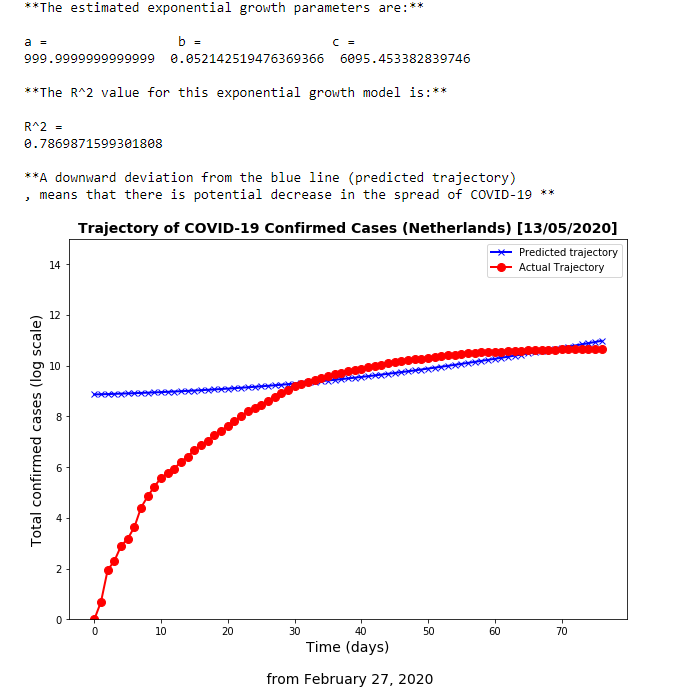 **The estimated exponential growth parameters are:**
a = b = c =
999.9999999999999 0.052142519476369366 6095.453382839746
**The R^2 value for this exponential growth model is:**
R^2 =
0.7869871599301808
**A downward deviation from the blue line (predicted trajectory)
, means that there is potential decrease in the spread of COVID-19 **
Trajectory of COVID-19 Confirmed Cases (Netherlands) [13/05/2020]
Predicted trajectory
Actual Trajectory
Total confirmed cases (log scale)
14
12
10
8
6
4
2
0
0 10 20 30 40 50 60 70
Time (days)
from February 27, 2020